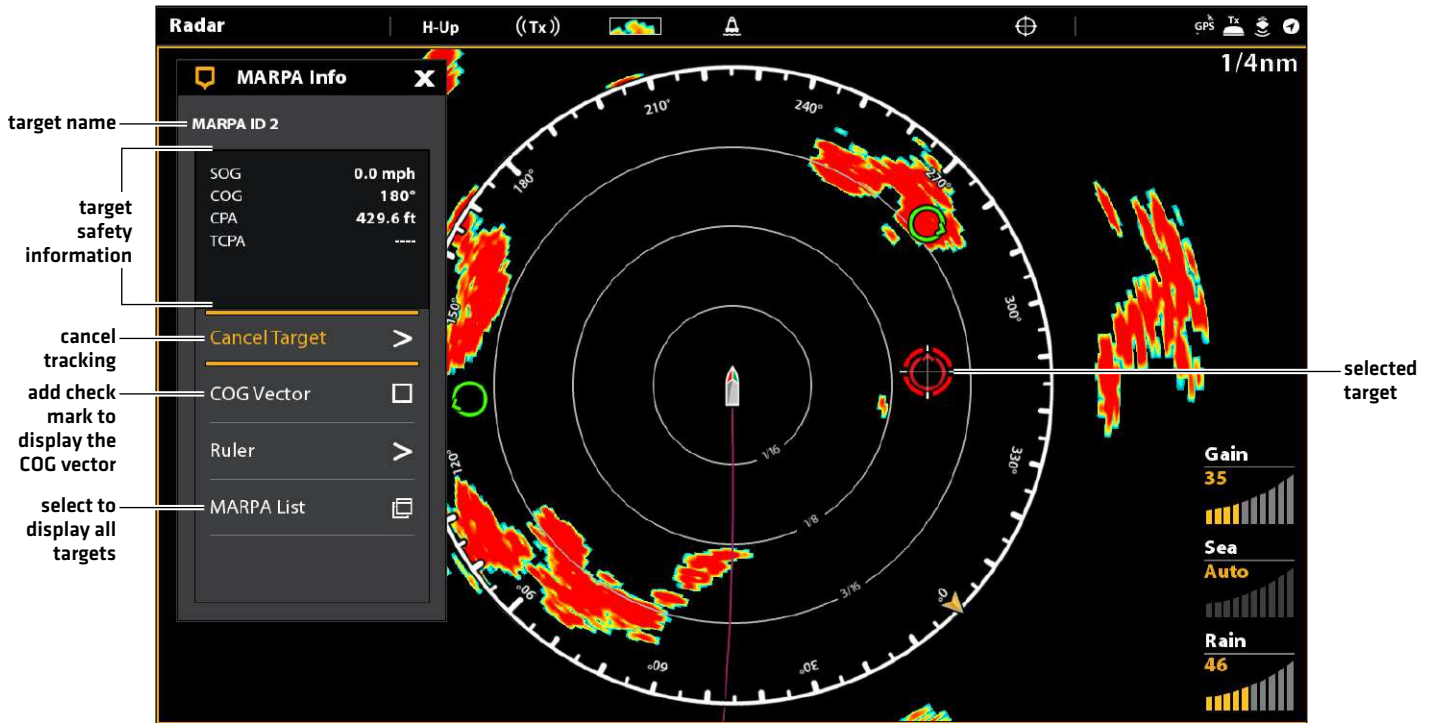 Radar
H-Up
((Tx))
GPS
Tx
1/4nm
MARPA Info
X
target name
MARPA ID 2
SOG 0.0 mph
COG 180°
CPA 429.6 ft
TCPA ----
target
safety
information
Cancel Target >
cancel
tracking
COG Vector
add check
mark to
display the
COG vector
Ruler >
MARPA List
select to
display all
targets
210°
240°
180°
270°
150°
300°
120°
330°
90°
0°
60°
30°
1/16
1/8
3/16
selected
target
Gain
35
Sea
Auto
Rain
46